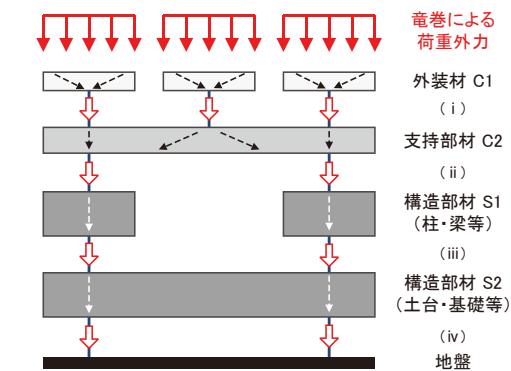 竜巻による
荷重外力
外装材 C1
(ⅰ)
支持部材 C2
(ⅱ)
構造部材 S1
(柱・梁等)
(ⅲ)
構造部材 S2
(土台・基礎等)
(ⅳ)
地盤